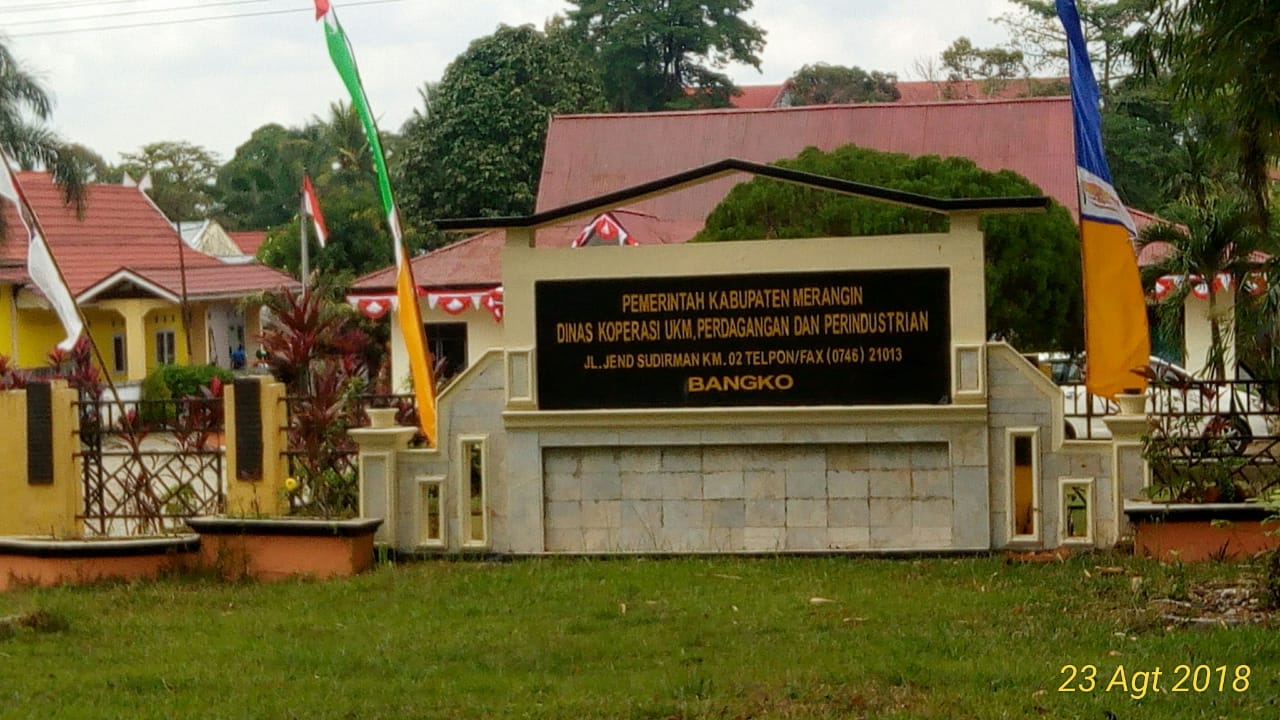 PEMERINTAH KABUPATEN MERANGIN
DINAS KOPERASI UKM,PERDAGANGAN DAN PERINDUSTRIAN
JL.JEND SUDIRMAN KM.02 TELPON/FAX (0746) 21013
BANGKO
23 Agt 2018